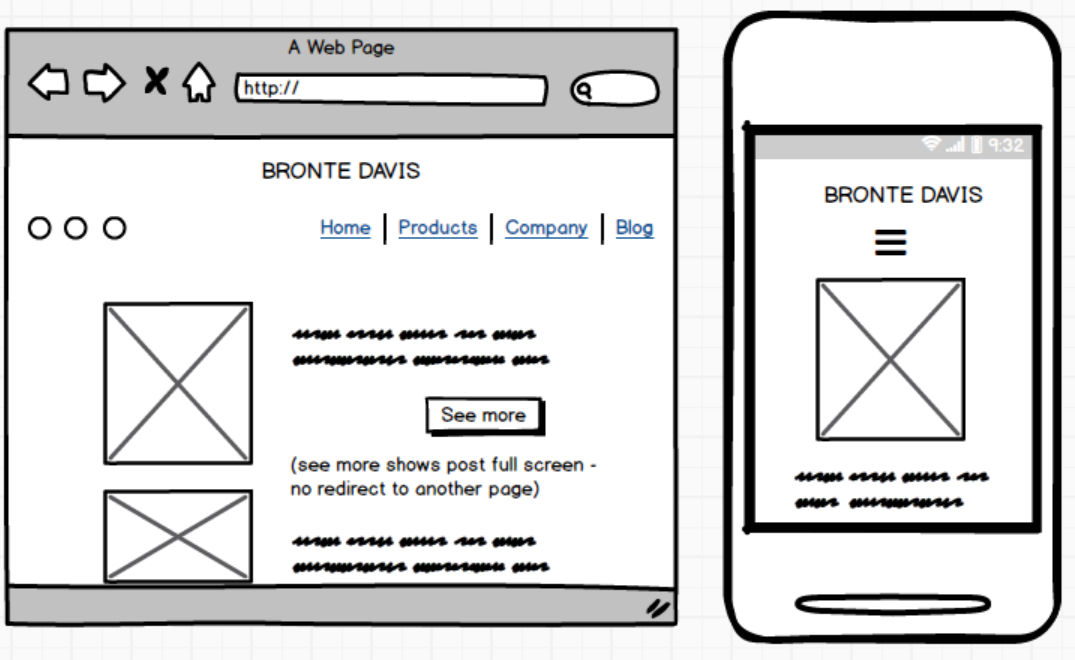 A Web Page
http://
BRONTE DAVIS
Home | Products | Company | Blog
See more
(see more shows post full screen -
no redirect to another page)
9:32
BRONTE DAVIS